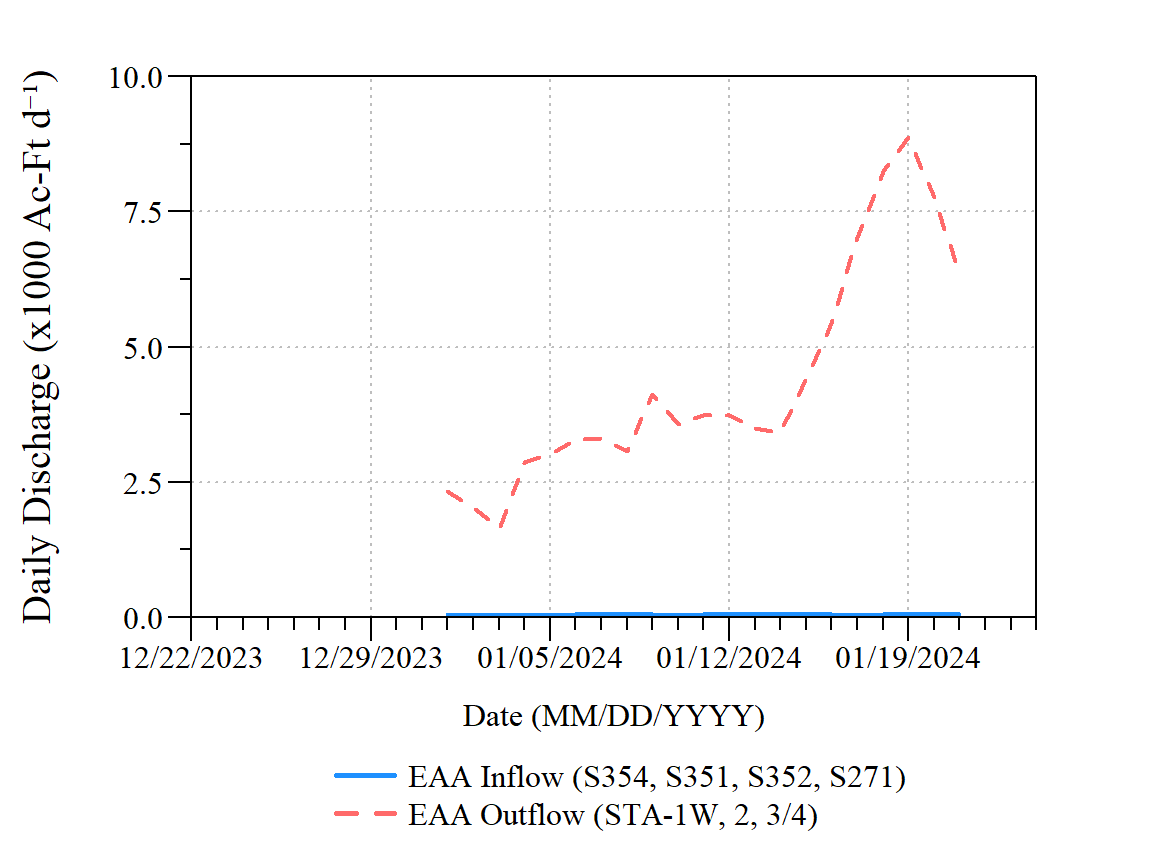 Daily Discharge (x1000 Ac-Ft d⁻¹)
10.0
7.5
5.0
2.5
0.0
12/22/2023 12/29/2023 01/05/2024 01/12/2024 01/19/2024
Date (MM/DD/YYYY)
EAA Inflow (S354, S351, S352, S271)
EAA Outflow (STA-1W, 2, 3/4)